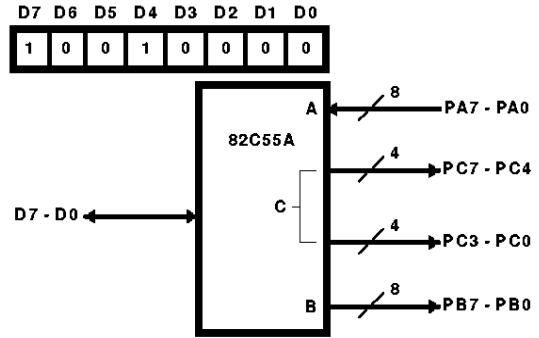 D7 D6 D5 D4 D3 D2 D1 D0
1 0 0 1 0 0 0 0
8
A PA7 - PA0
82C55A
4
PC7 - PC4
C
D7 - D0
4
PC3 - PC0
8
B PB7 - PB0